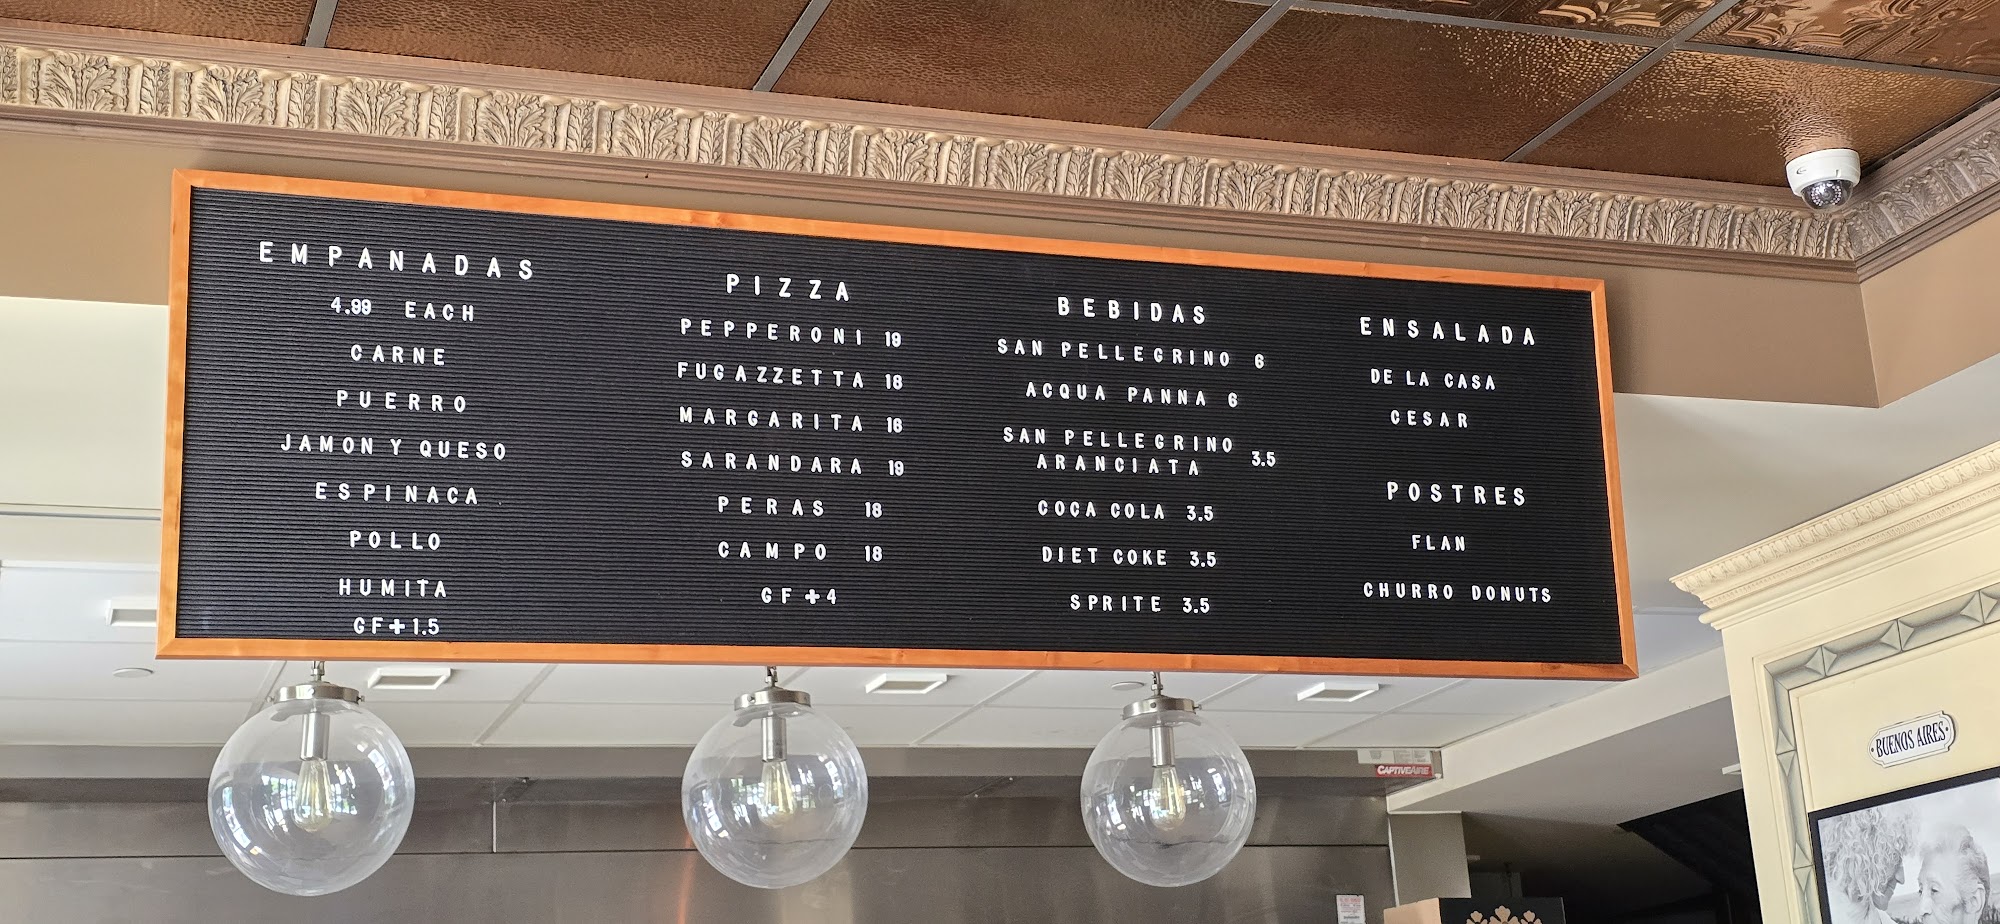 EMPANADAS
4.99 EACH
CARNE
PUERRO
JAMON Y QUESO
ESPINACA
POLLO
HUMITA
GF+1.5
PIZZA
PEPPERONI 19
FUGAZZETTA 18
MARGARITA 16
SARANDARA 19
PERAS 18
CAMPO 18
GF+4
BEBIDAS
SAN PELLEGRINO 6
ACQUA PANNA 6
SAN PELLEGRINO
ARANCIATA 3.5
COCA COLA 3.5
DIET COKE 3.5
SPRITE 3.5
ENSALADA
DE LA CASA
CESAR
POSTRES
FLAN
CHURRO DONUTS
BUENOS AIRES
CAPTIVEAIRE